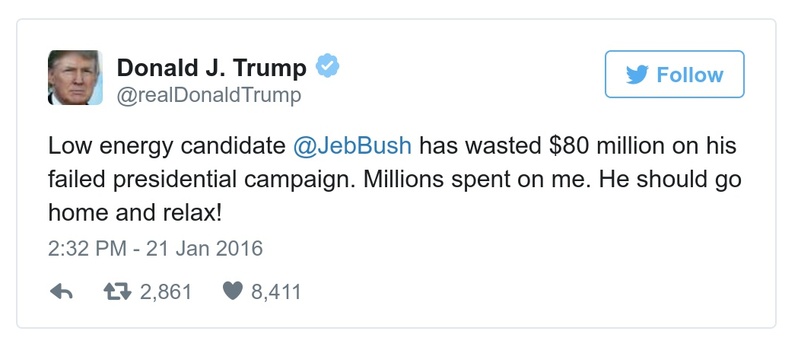 Donald J. Trump
@realDonaldTrump
Follow
Low energy candidate @JebBush has wasted $80 million on his
failed presidential campaign. Millions spent on me. He should go
home and relax!
2:32 PM - 21 Jan 2016
2,861 8,411